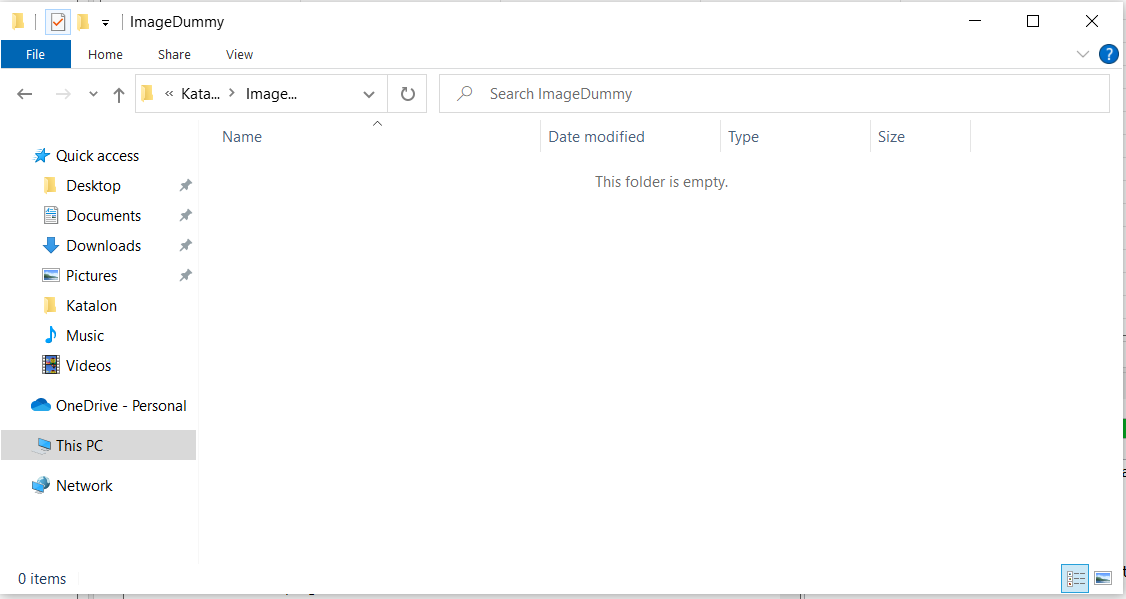 ImageDummy
File Home Share View
?
« Kata... > Image... Search ImageDummy
Name Date modified Type Size
This folder is empty.
Quick access
Desktop
Documents
Downloads
Pictures
Katalon
Music
Videos
OneDrive - Personal
This PC
Network
0 items